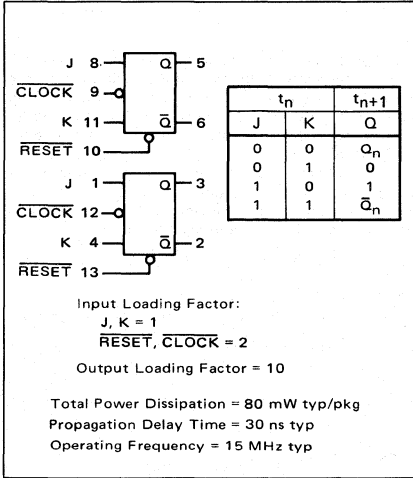 J 8 Q 5
CLOCK 9
K 11 Q̅ 6
RESET 10
J 1 Q 3
CLOCK 12
K 4 Q̅ 2
RESET 13
tn tn+1
J K Q
0 0 Qn
0 1 0
1 0 1
1 1 Q̅n
Input Loading Factor:
J, K = 1
RESET, CLOCK = 2
Output Loading Factor = 10
Total Power Dissipation = 80 mW typ/pkg
Propagation Delay Time = 30 ns typ
Operating Frequency = 15 MHz typ